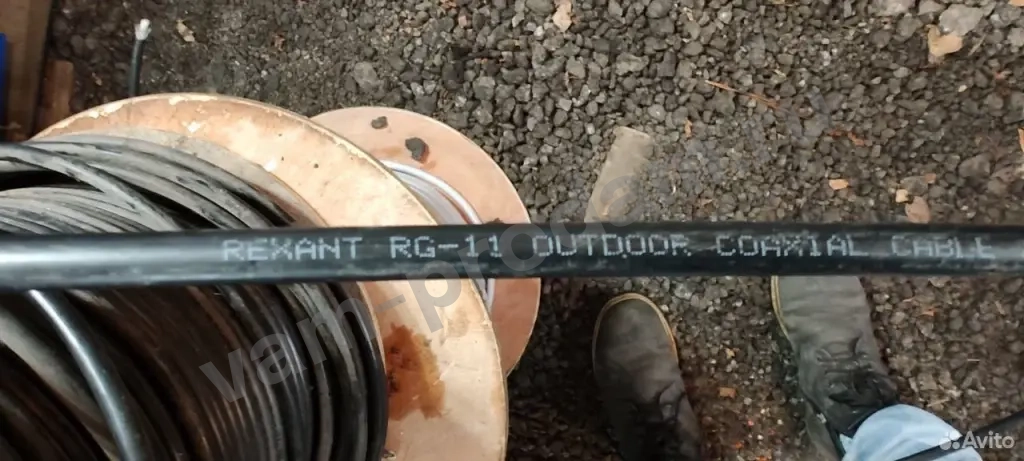 REXANT RG-11 OUTDOOR COAXIAL CABLE
Avito